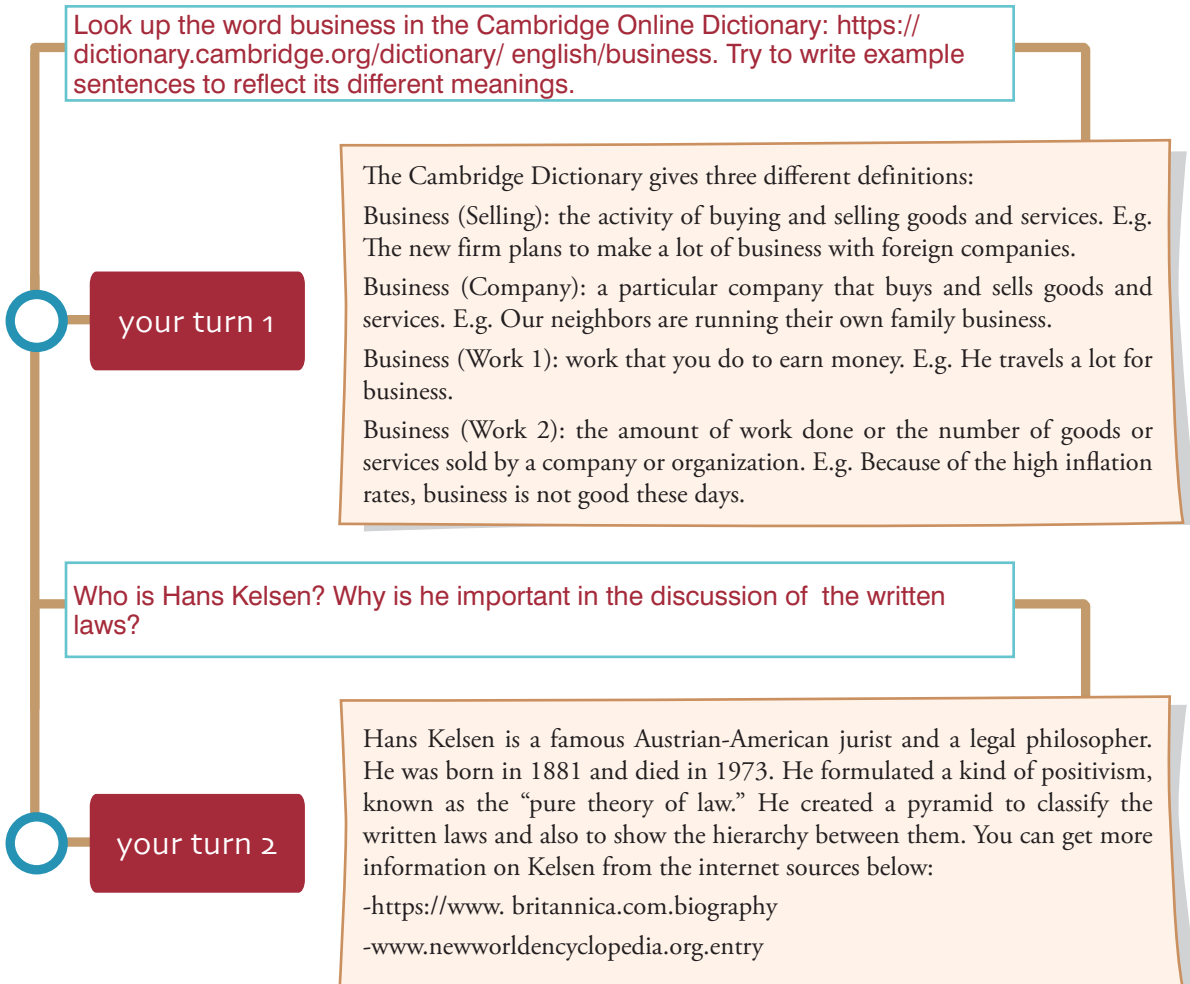 Look up the word business in the Cambridge Online Dictionary: https://
dictionary.cambridge.org/dictionary/ english/business. Try to write example
sentences to reflect its different meanings.
your turn 1
The Cambridge Dictionary gives three different definitions:
Business (Selling): the activity of buying and selling goods and services. E.g.
The new firm plans to make a lot of business with foreign companies.
Business (Company): a particular company that buys and sells goods and
services. E.g. Our neighbors are running their own family business.
Business (Work 1): work that you do to earn money. E.g. He travels a lot for
business.
Business (Work 2): the amount of work done or the number of goods or
services sold by a company or organization. E.g. Because of the high inflation
rates, business is not good these days.
Who is Hans Kelsen? Why is he important in the discussion of  the written
laws?
your turn 2
Hans Kelsen is a famous Austrian-American jurist and a legal philosopher.
He was born in 1881 and died in 1973. He formulated a kind of positivism,
known as the “pure theory of law.” He created a pyramid to classify the
written laws and also to show the hierarchy between them. You can get more
information on Kelsen from the internet sources below:
-https://www. britannica.com.biography
-www.newworldencyclopedia.org.entry